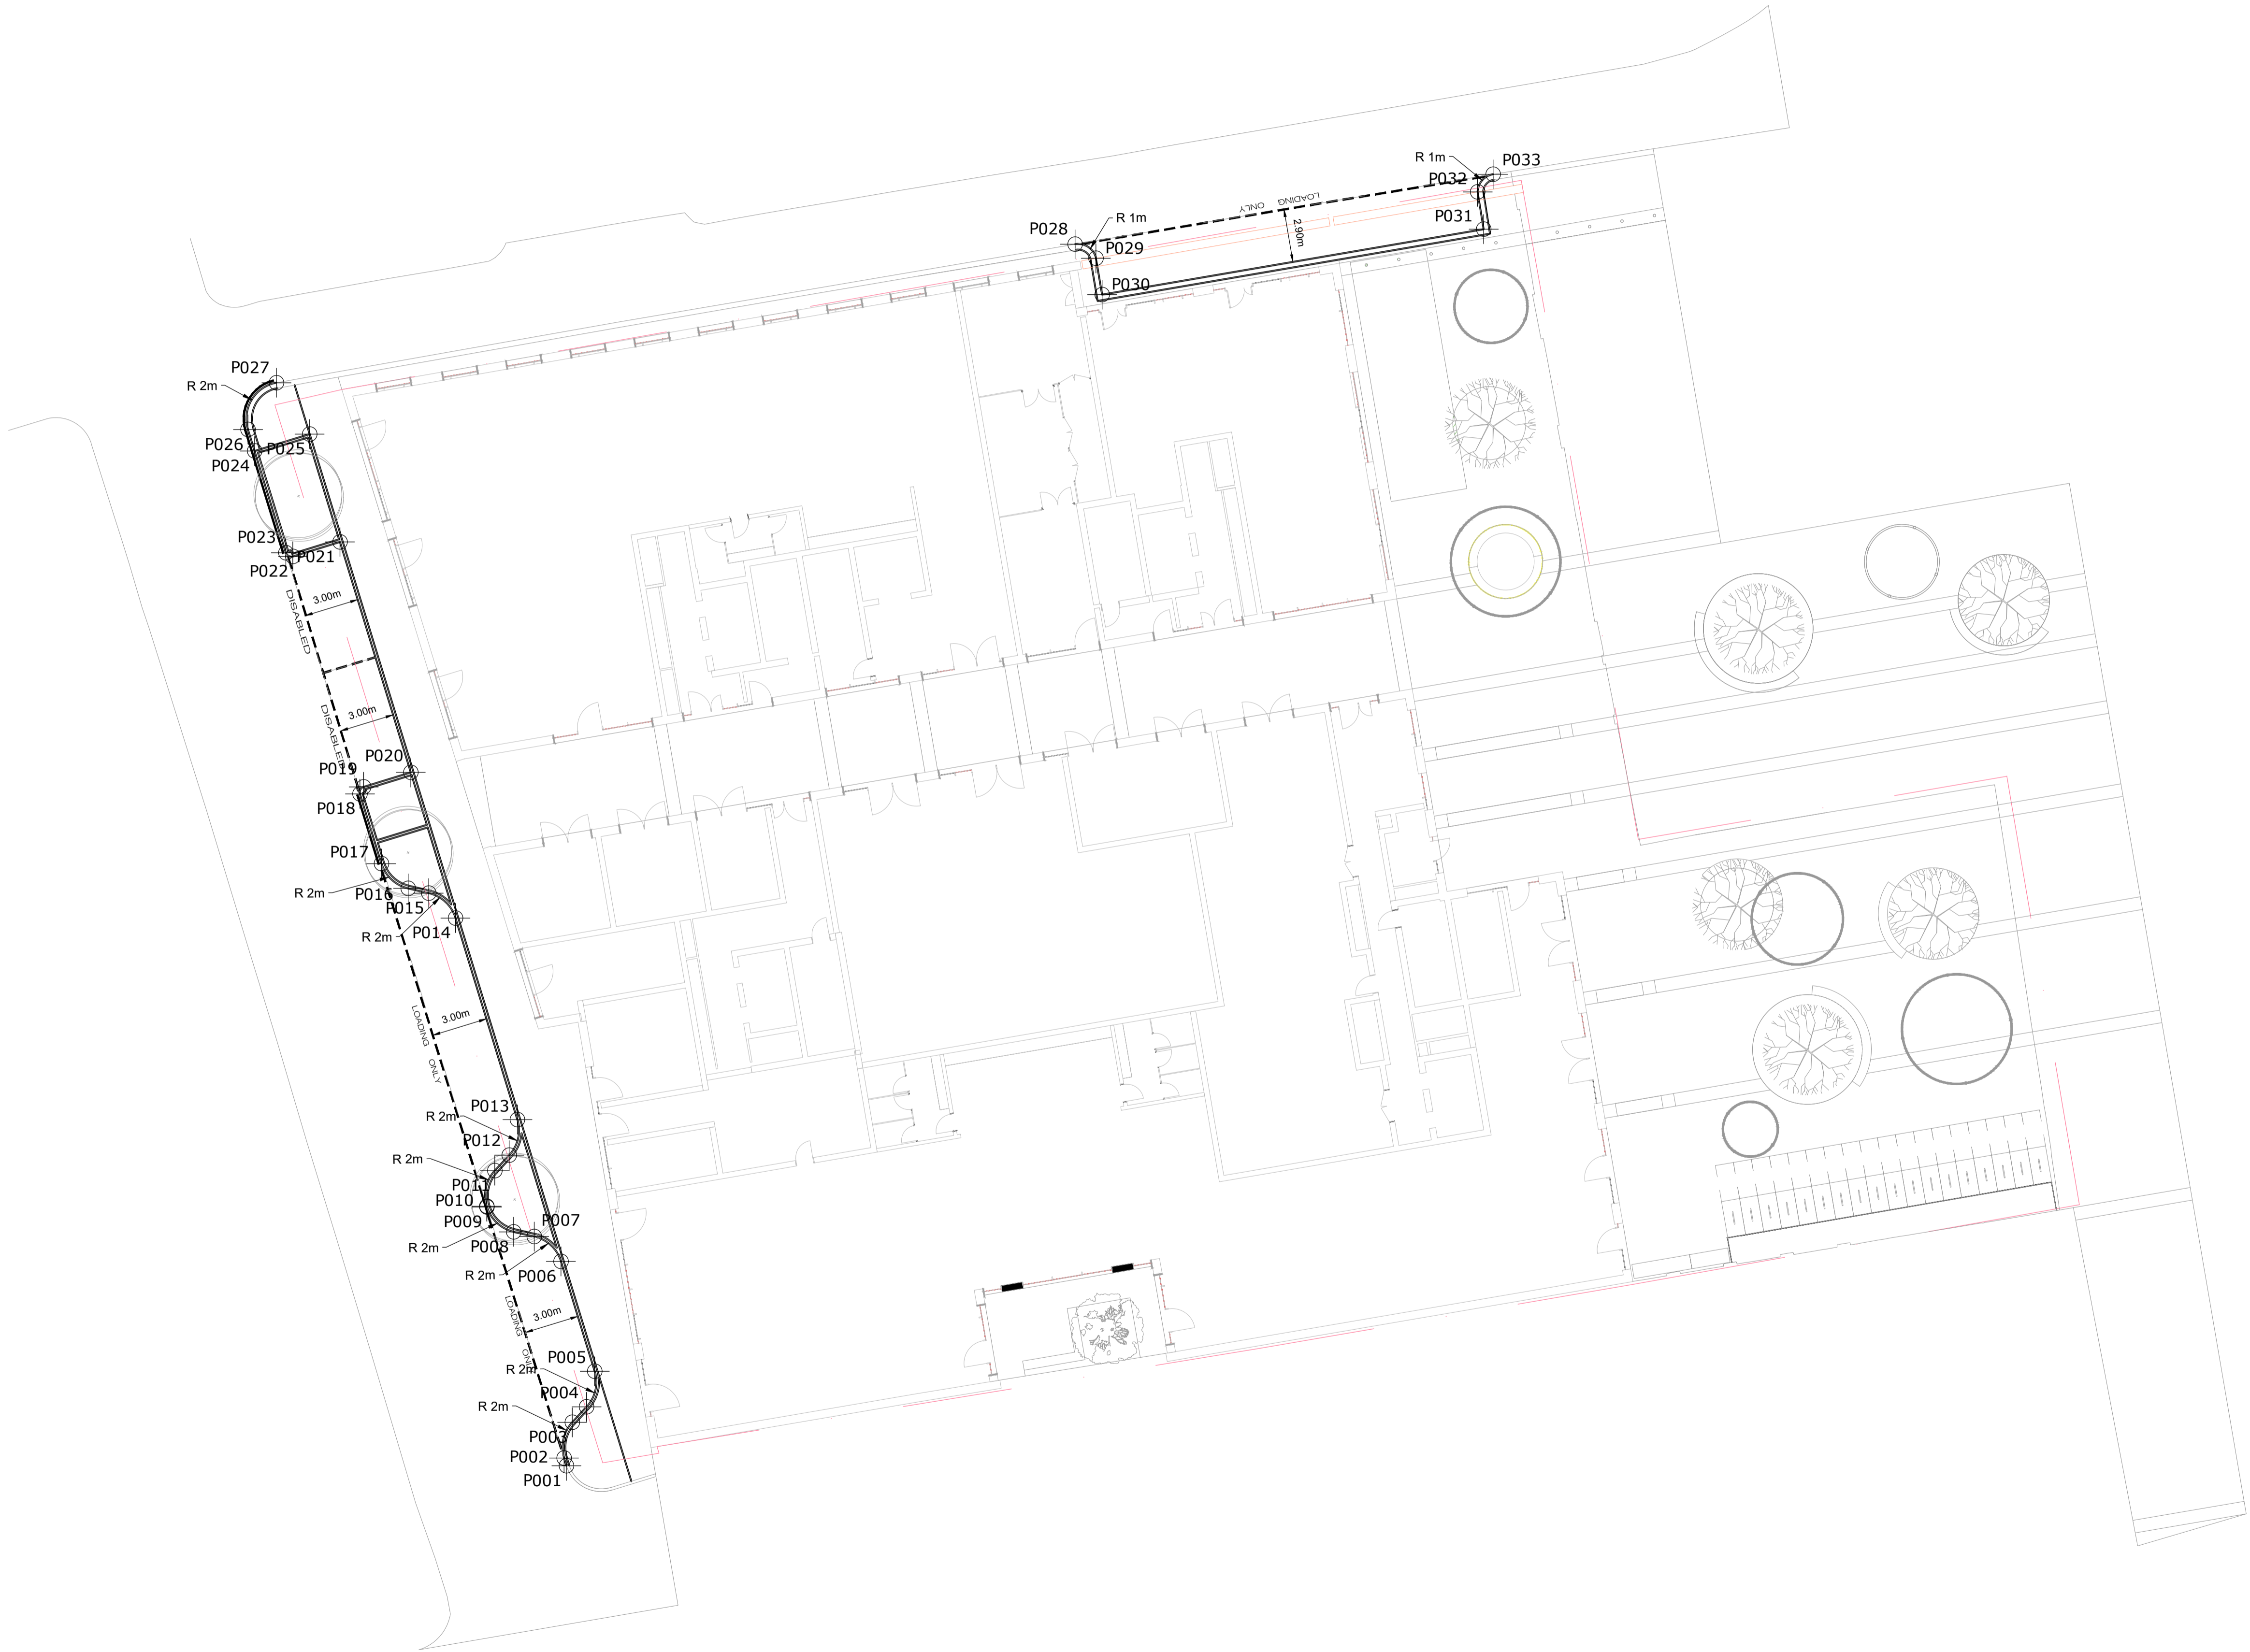 P033
R 1m
P032
LOADING ONLY
P031
R 1m
P028
P029
2.90m
P030
P027
R 2m
P026
P025
P024
P023
P021
P022
3.00m
DISABLED
3.00m
DISABLED
P020
P019
P018
P017
R 2m
P016
P015
R 2m
P014
3.00m
LOADING ONLY
P013
R 2m
P012
R 2m
P011
P010
P009
P007
P008
R 2m
R 2m
P006
3.00m
LOADING ONLY
P005
R 2m
P004
R 2m
P003
P002
P001